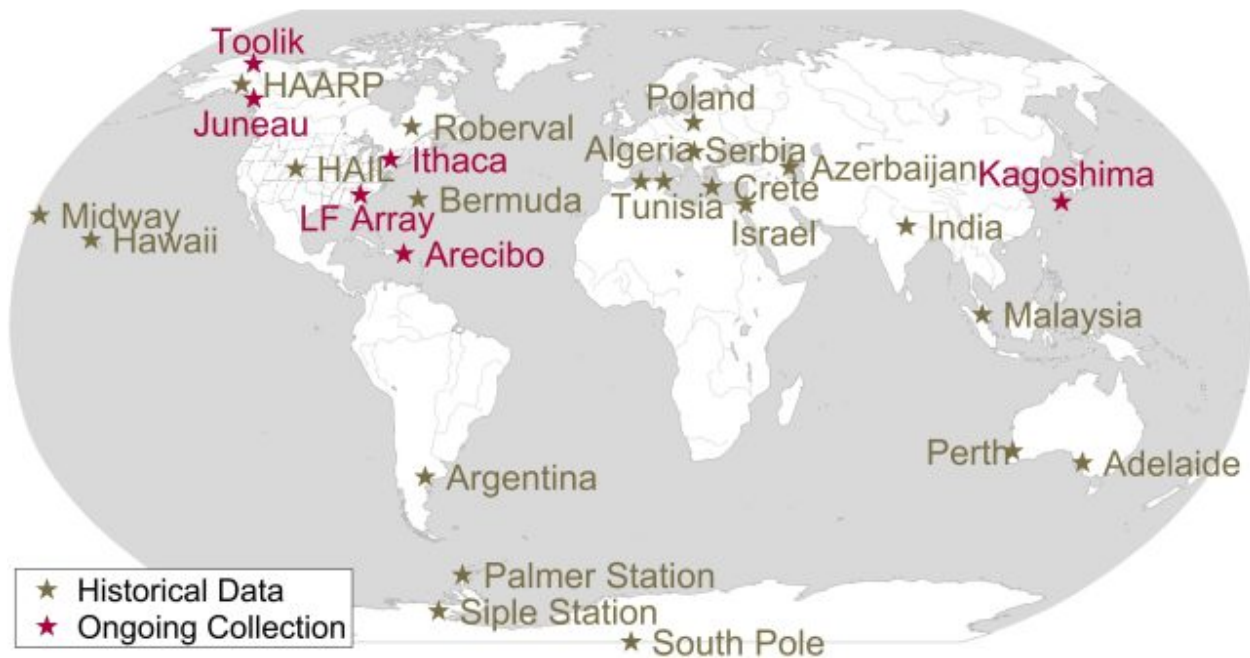 Toolik
HAARP
Juneau
Roberval
Ithaca
HAIL
Bermuda
LF Array
Midway
Hawaii
Arecibo
Poland
Algeria
Serbia
Azerbaijan
Kagoshima
Crete
Tunisia
Israel
India
Malaysia
Perth
Adelaide
Argentina
Palmer Station
Siple Station
South Pole
Historical Data
Ongoing Collection